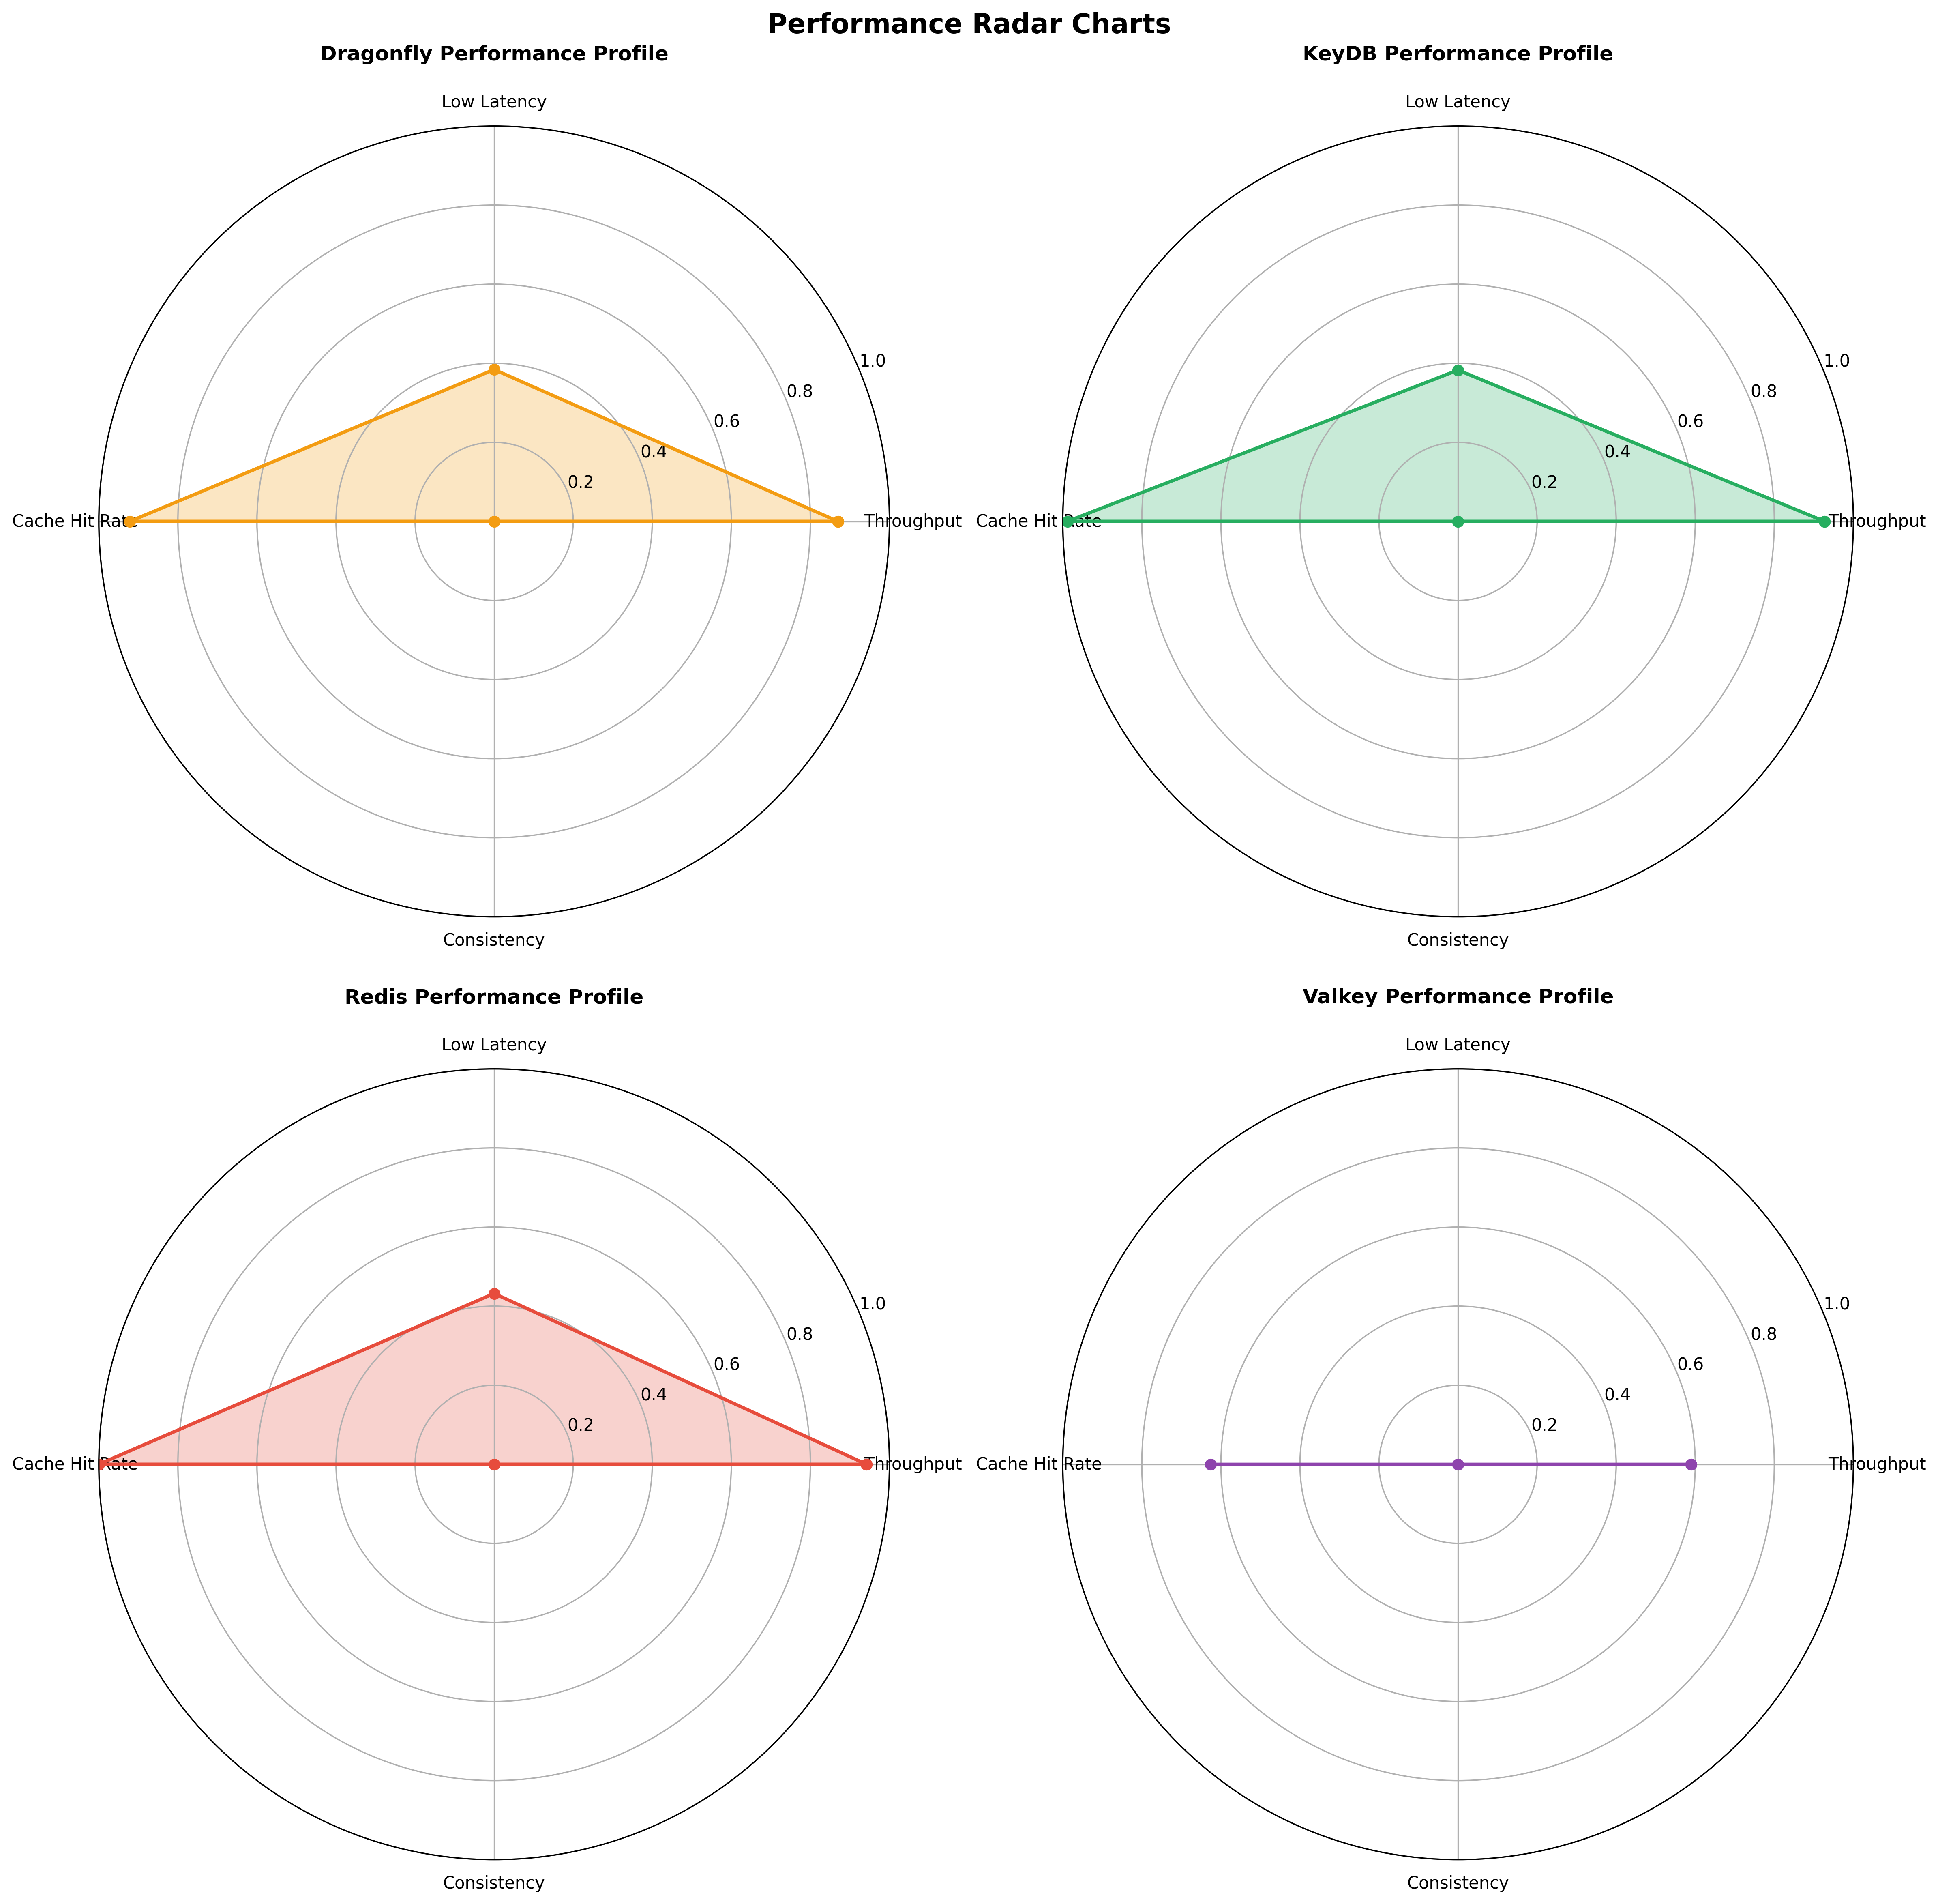 Performance Radar Charts
Dragonfly Performance Profile
Low Latency
1.0
0.8
0.6
0.4
0.2
Cache Hit Rate
Throughput
Consistency
KeyDB Performance Profile
Low Latency
1.0
0.8
0.6
0.4
0.2
Cache Hit Rate
Throughput
Consistency
Redis Performance Profile
Low Latency
1.0
0.8
0.6
0.4
0.2
Cache Hit Rate
Throughput
Consistency
Valkey Performance Profile
Low Latency
1.0
0.8
0.6
0.4
0.2
Cache Hit Rate
Throughput
Consistency